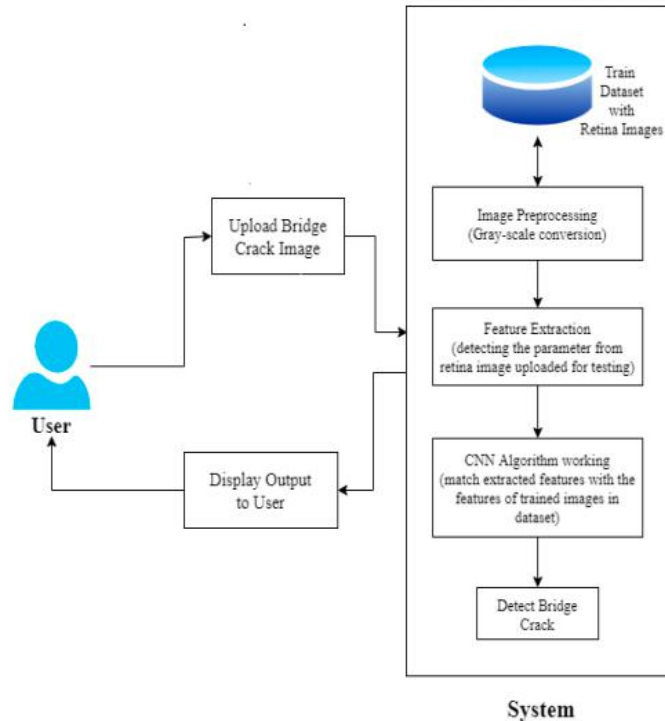 Train
Dataset
with
Retina Images
Image Preprocessing
(Gray-scale conversion)
Upload Bridge
Crack Image
Feature Extraction
(detecting the parameter from
retina image uploaded for testing)
User
CNN Algorithm working
(match extracted features with the
features of trained images in
dataset)
Display Output
to User
Detect Bridge
Crack
System